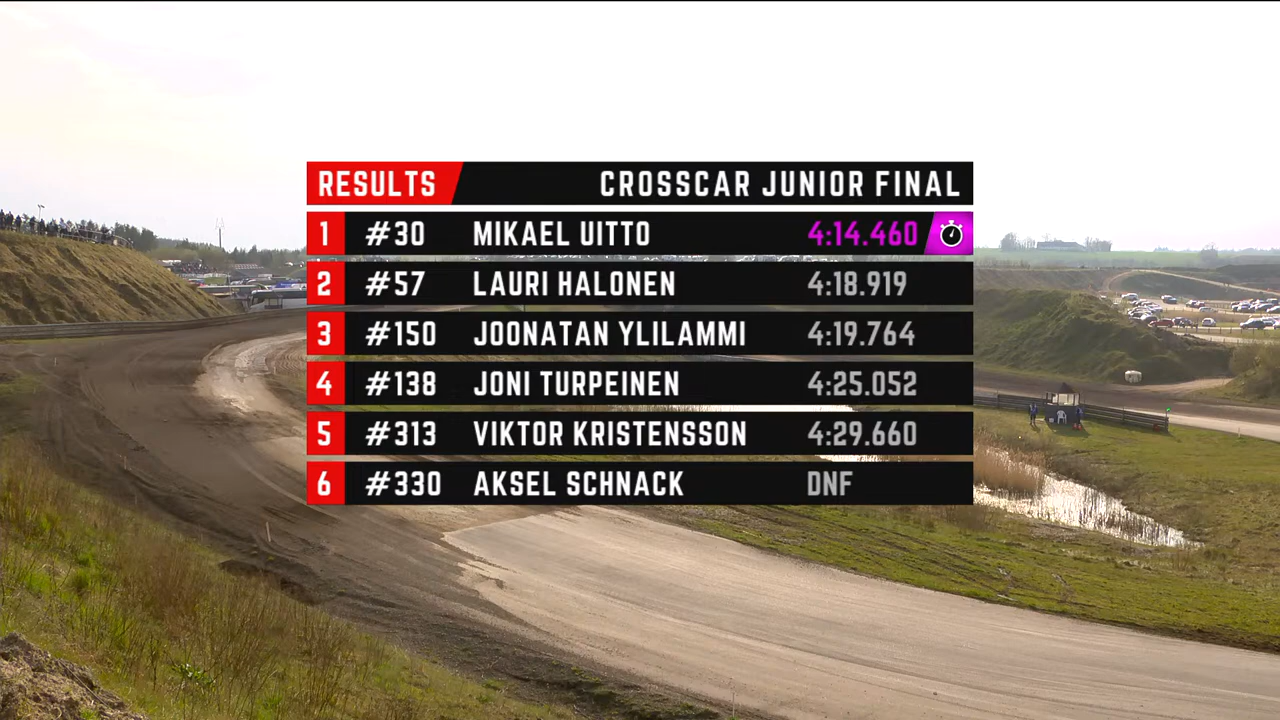 RESULTS CROSSCAR JUNIOR FINAL
1 #30 MIKAEL UITTO 4:14.460
2 #57 LAURI HALONEN 4:18.919
3 #150 JOONATAN YLILAMMI 4:19.764
4 #138 JONI TURPEINEN 4:25.052
5 #313 VIKTOR KRISTENSSON 4:29.660
6 #330 AKSEL SCHNACK DNF